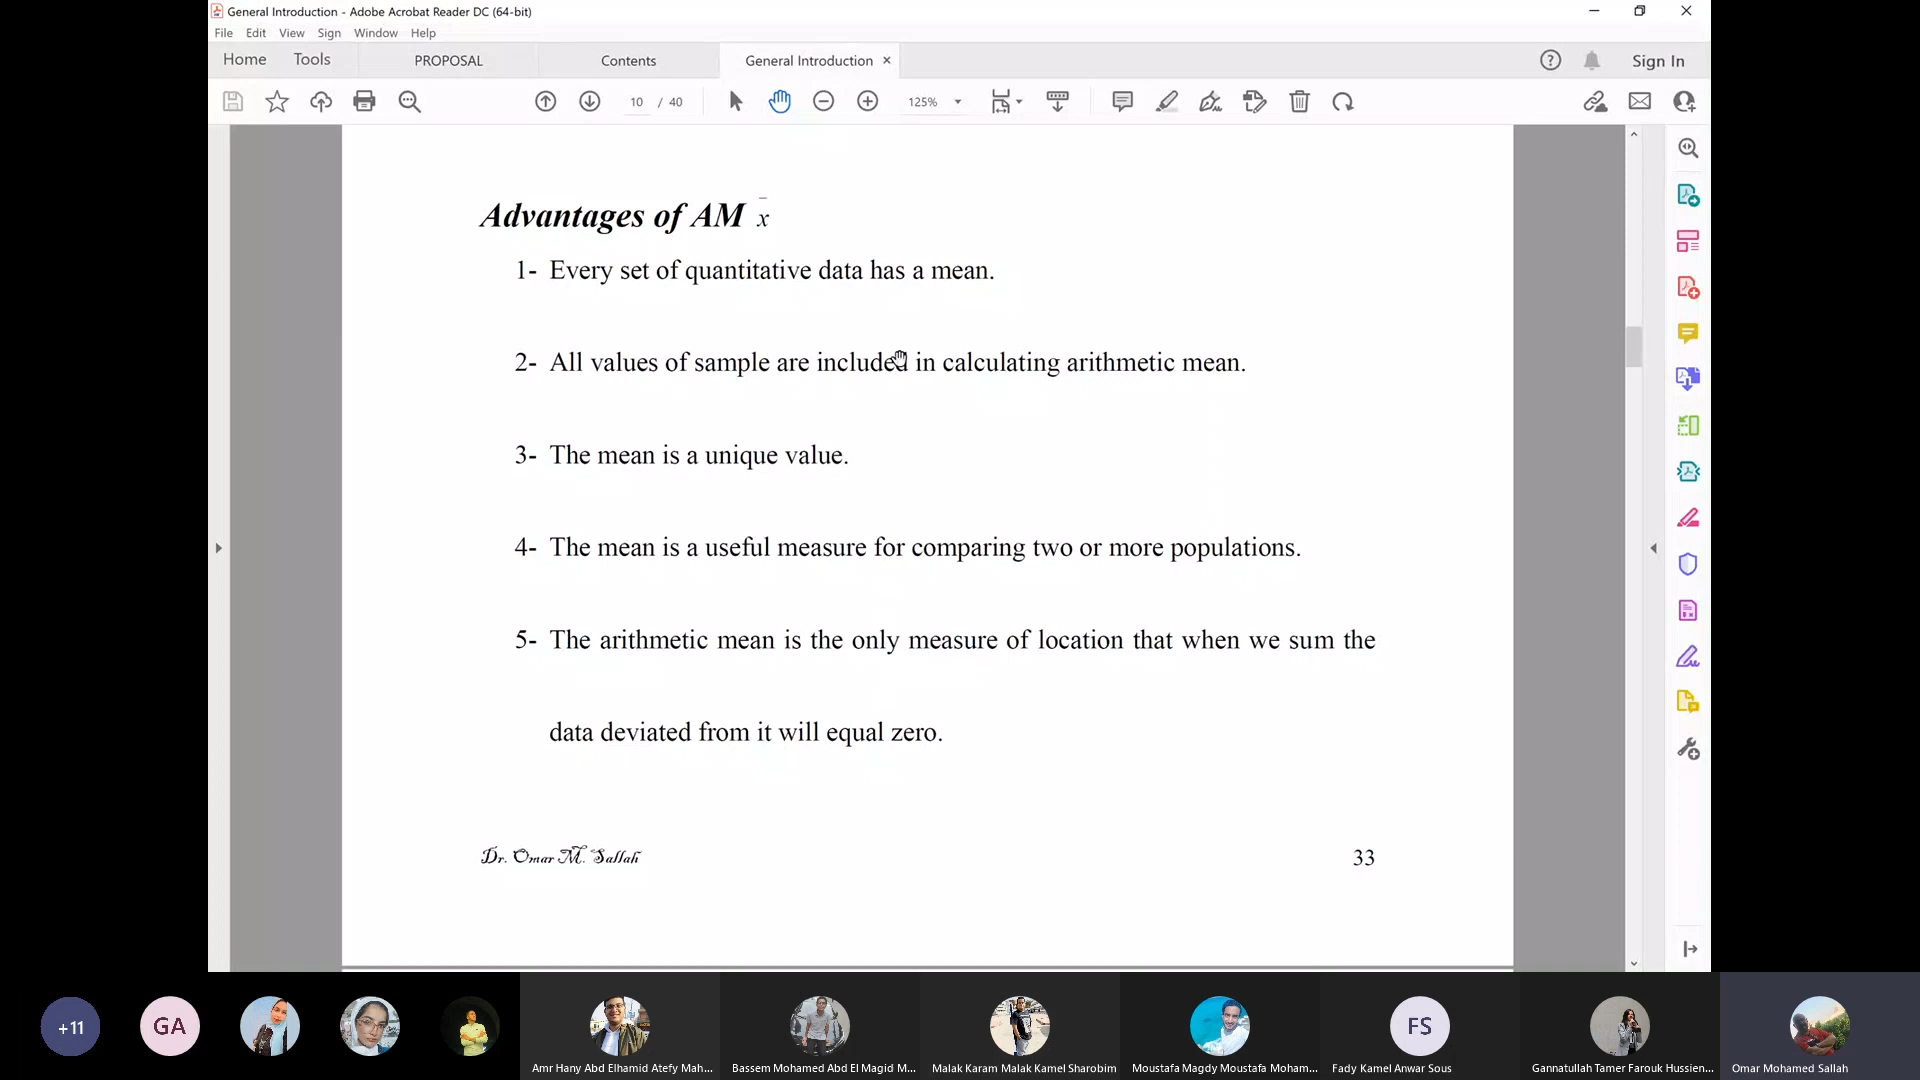 General Introduction - Adobe Acrobat Reader DC (64-bit)
File Edit View Sign Window Help
Home Tools PROPOSAL Contents General Introduction Sign In
10 / 40 125%
Advantages of AM x̄
1- Every set of quantitative data has a mean.
2- All values of sample are included in calculating arithmetic mean.
3- The mean is a unique value.
4- The mean is a useful measure for comparing two or more populations.
5- The arithmetic mean is the only measure of location that when we sum the
data deviated from it will equal zero.
Dr. Omar M. Sallah 33
+11 GA FS
Amr Hany Abd Elhamid Atefy Mah... Bassem Mohamed Abd El Magid M... Malak Karam Malak Kamel Sharobim Moustafa Magdy Moustafa Moham... Fady Kamel Anwar Sous Gannatullah Tamer Farouk Hussien... Omar Mohamed Sallah